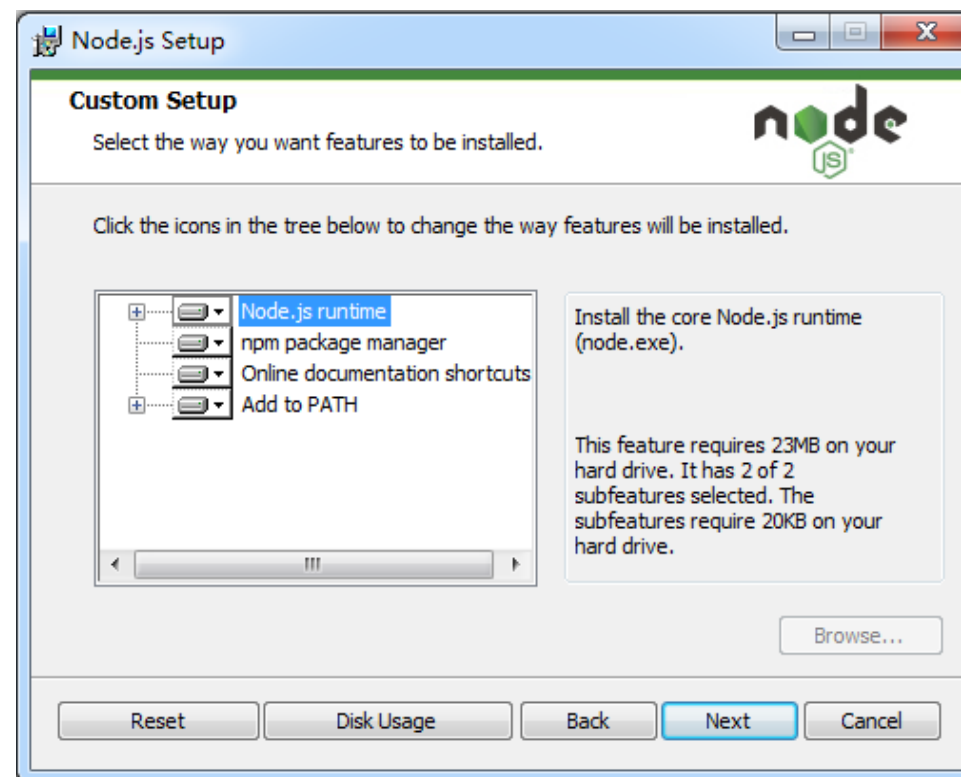 Node.js Setup
Custom Setup
Select the way you want features to be installed.
node
JS
Click the icons in the tree below to change the way features will be installed.
Node.js runtime
npm package manager
Online documentation shortcuts
Add to PATH
Install the core Node.js runtime
(node.exe).
This feature requires 23MB on your
hard drive. It has 2 of 2
subfeatures selected. The
subfeatures require 20KB on your
hard drive.
Browse...
Reset
Disk Usage
Back
Next
Cancel